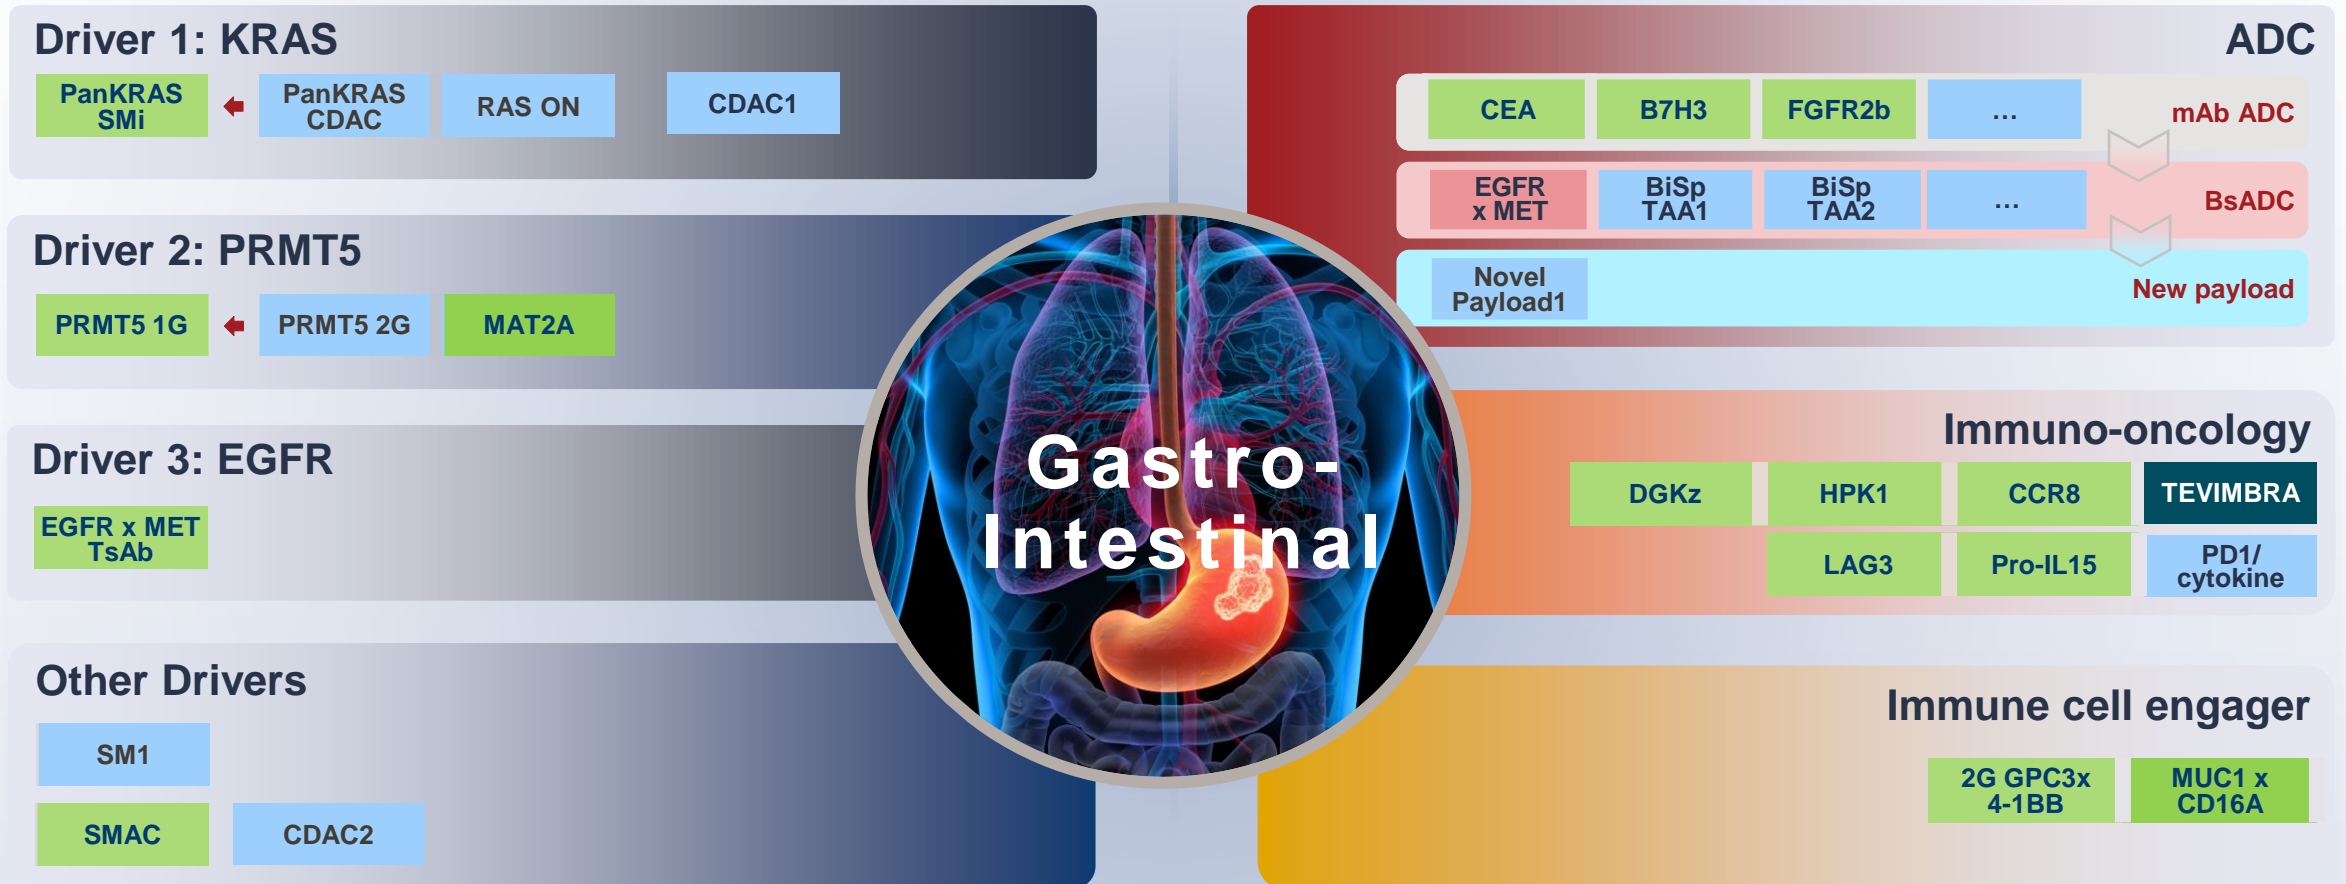 Driver 1: KRAS
PanKRAS
SMi
PanKRAS
CDAC
RAS ON
CDAC1
Driver 2: PRMT5
PRMT5 1G
PRMT5 2G
MAT2A
Driver 3: EGFR
EGFR x MET
TsAb
Other Drivers
SM1
SMAC
CDAC2
Gastro-
Intestinal
ADC
CEA
B7H3
FGFR2b
...
mAb ADC
EGFR
x MET
BiSp
TAA1
BiSp
TAA2
...
BsADC
Novel
Payload1
New payload
Immuno-oncology
DGKz
HPK1
CCR8
TEVIMBRA
LAG3
Pro-IL15
PD1/
cytokine
Immune cell engager
2G GPC3x
4-1BB
MUC1 x
CD16A